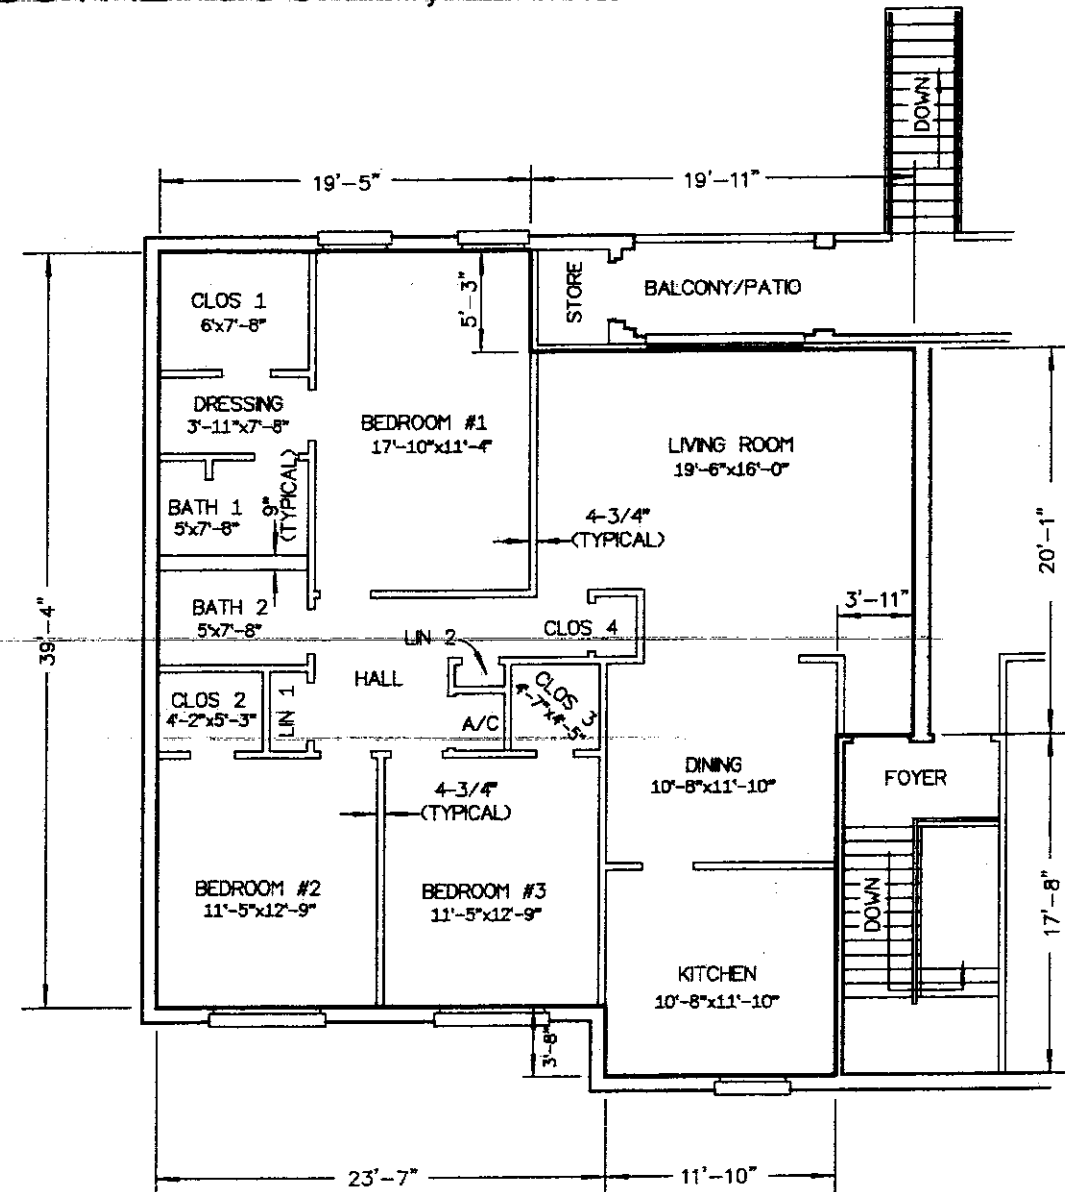 DOWN
19'-5"
19'-11"
CLOS 1
6'x7'-8"
5'-3"
STORE
BALCONY/PATIO
DRESSING
3'-11"x7'-8"
BEDROOM #1
17'-10"x11'-4"
LIVING ROOM
19'-6"x16'-0"
BATH 1
5'x7'-8"
9"
(TYPICAL)
4-3/4"
(TYPICAL)
20'-1"
39'-4"
BATH 2
5'x7'-8"
3'-11"
LIN 2
CLOS 4
HALL
CLOS 2
4'-2"x5'-3"
LIN 1
A/C
CLOS 3
4'-7"x4'-5"
DINING
10'-8"x11'-10"
FOYER
4-3/4"
(TYPICAL)
BEDROOM #2
11'-5"x12'-9"
BEDROOM #3
11'-5"x12'-9"
DOWN
17'-8"
KITCHEN
10'-8"x11'-10"
3'-8"
23'-7"
11'-10"